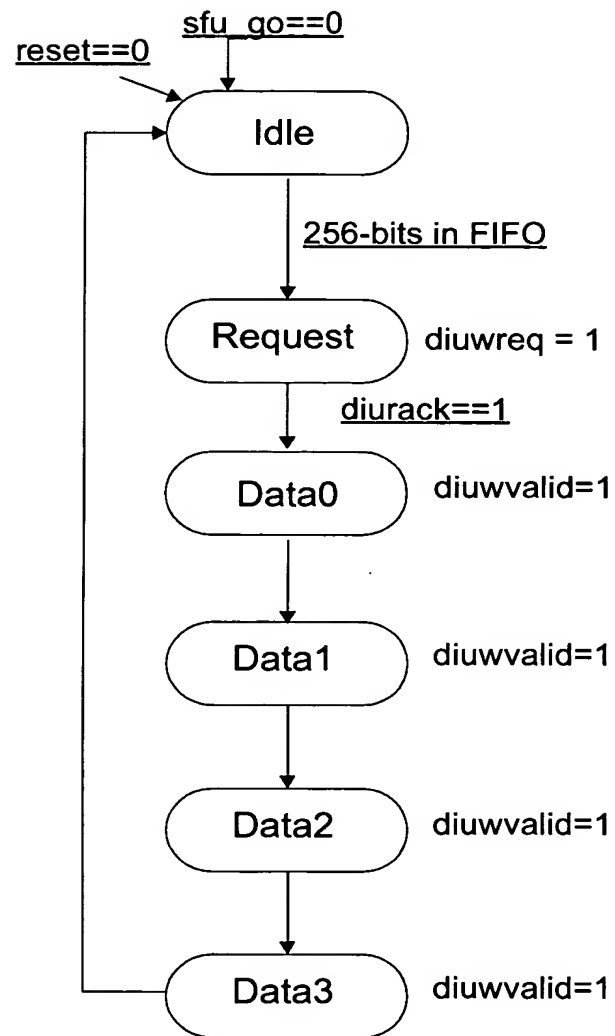 sfu_go==0
reset==0
Idle
256-bits in FIFO
Request
diuwreq = 1
diurack==1
Data0
diuwvalid=1
Data1
diuwvalid=1
Data2
diuwvalid=1
Data3
diuwvalid=1